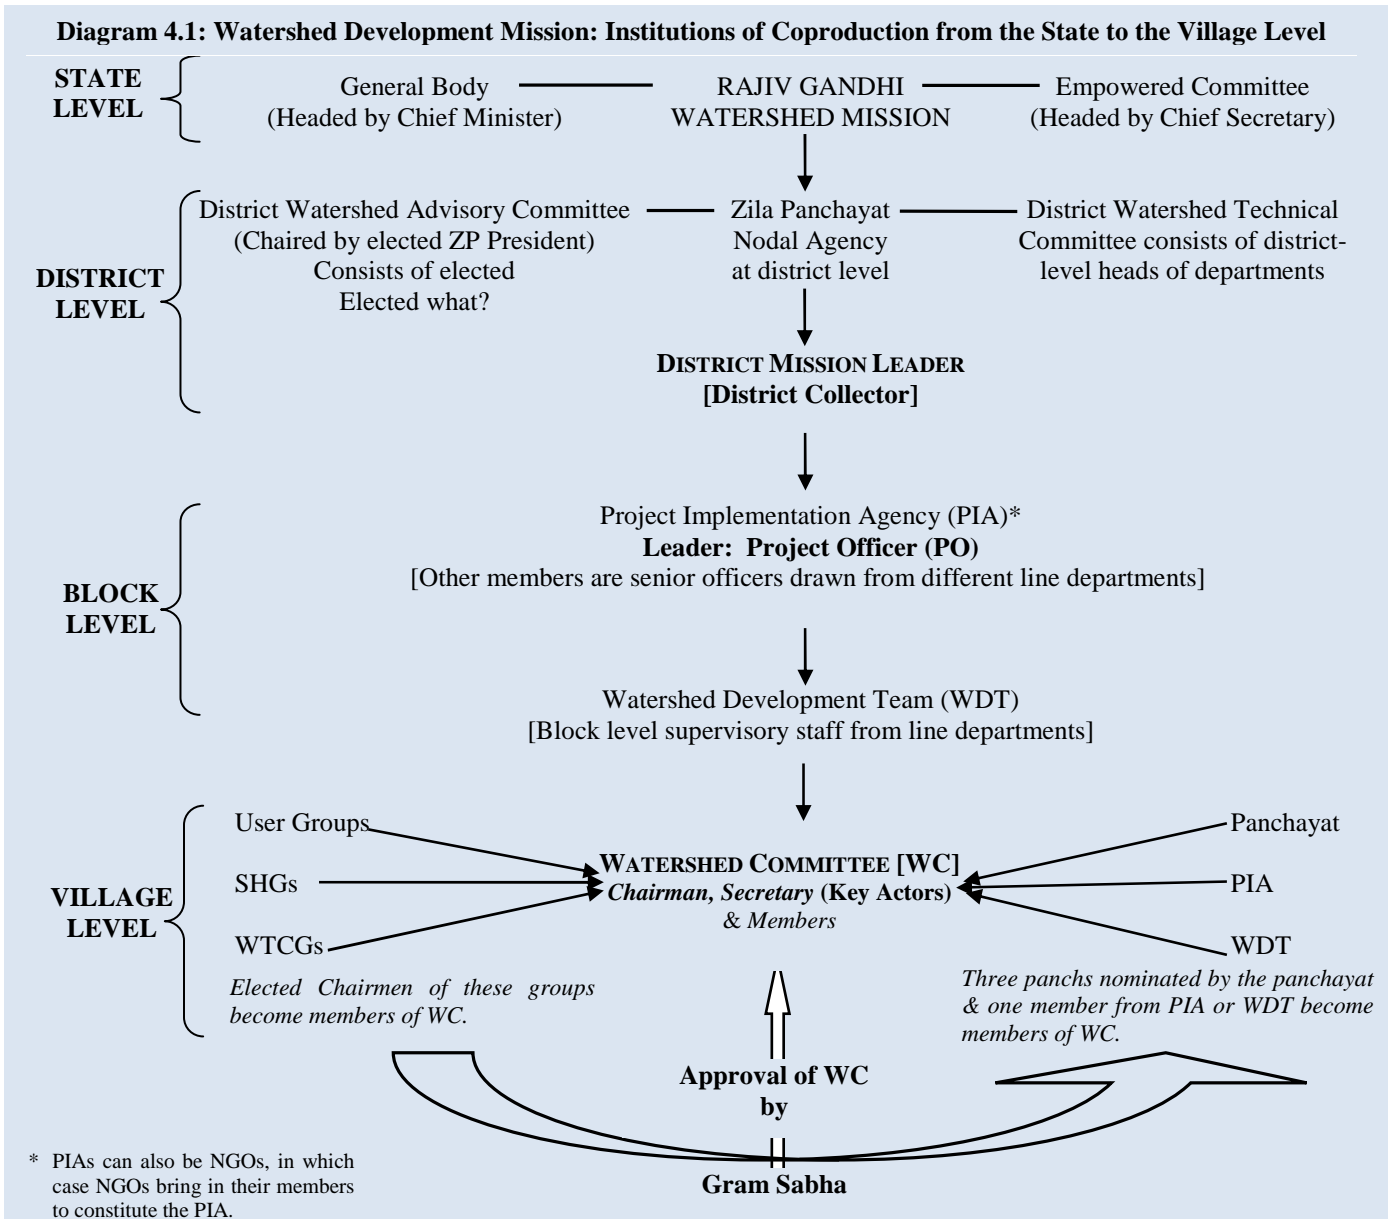 Diagram 4.1: Watershed Development Mission: Institutions of Coproduction from the State to the Village Level
STATE
LEVEL
General Body
(Headed by Chief Minister)
RAJIV GANDHI
WATERSHED MISSION
Empowered Committee
(Headed by Chief Secretary)
DISTRICT
LEVEL
District Watershed Advisory Committee
(Chaired by elected ZP President)
Consists of elected
Elected what?
Zila Panchayat
Nodal Agency
at district level
District Watershed Technical
Committee consists of district-
level heads of departments
DISTRICT MISSION LEADER
[District Collector]
BLOCK
LEVEL
Project Implementation Agency (PIA)*
Leader: Project Officer (PO)
[Other members are senior officers drawn from different line departments]
Watershed Development Team (WDT)
[Block level supervisory staff from line departments]
VILLAGE
LEVEL
User Groups
SHGs
WTCGs
Elected Chairmen of these groups
become members of WC.
WATERSHED COMMITTEE [WC]
Chairman, Secretary (Key Actors)
& Members
Panchayat
PIA
WDT
Three panchs nominated by the panchayat
& one member from PIA or WDT become
members of WC.
Approval of WC
by
Gram Sabha
* PIAs can also be NGOs, in which
case NGOs bring in their members
to constitute the PIA.